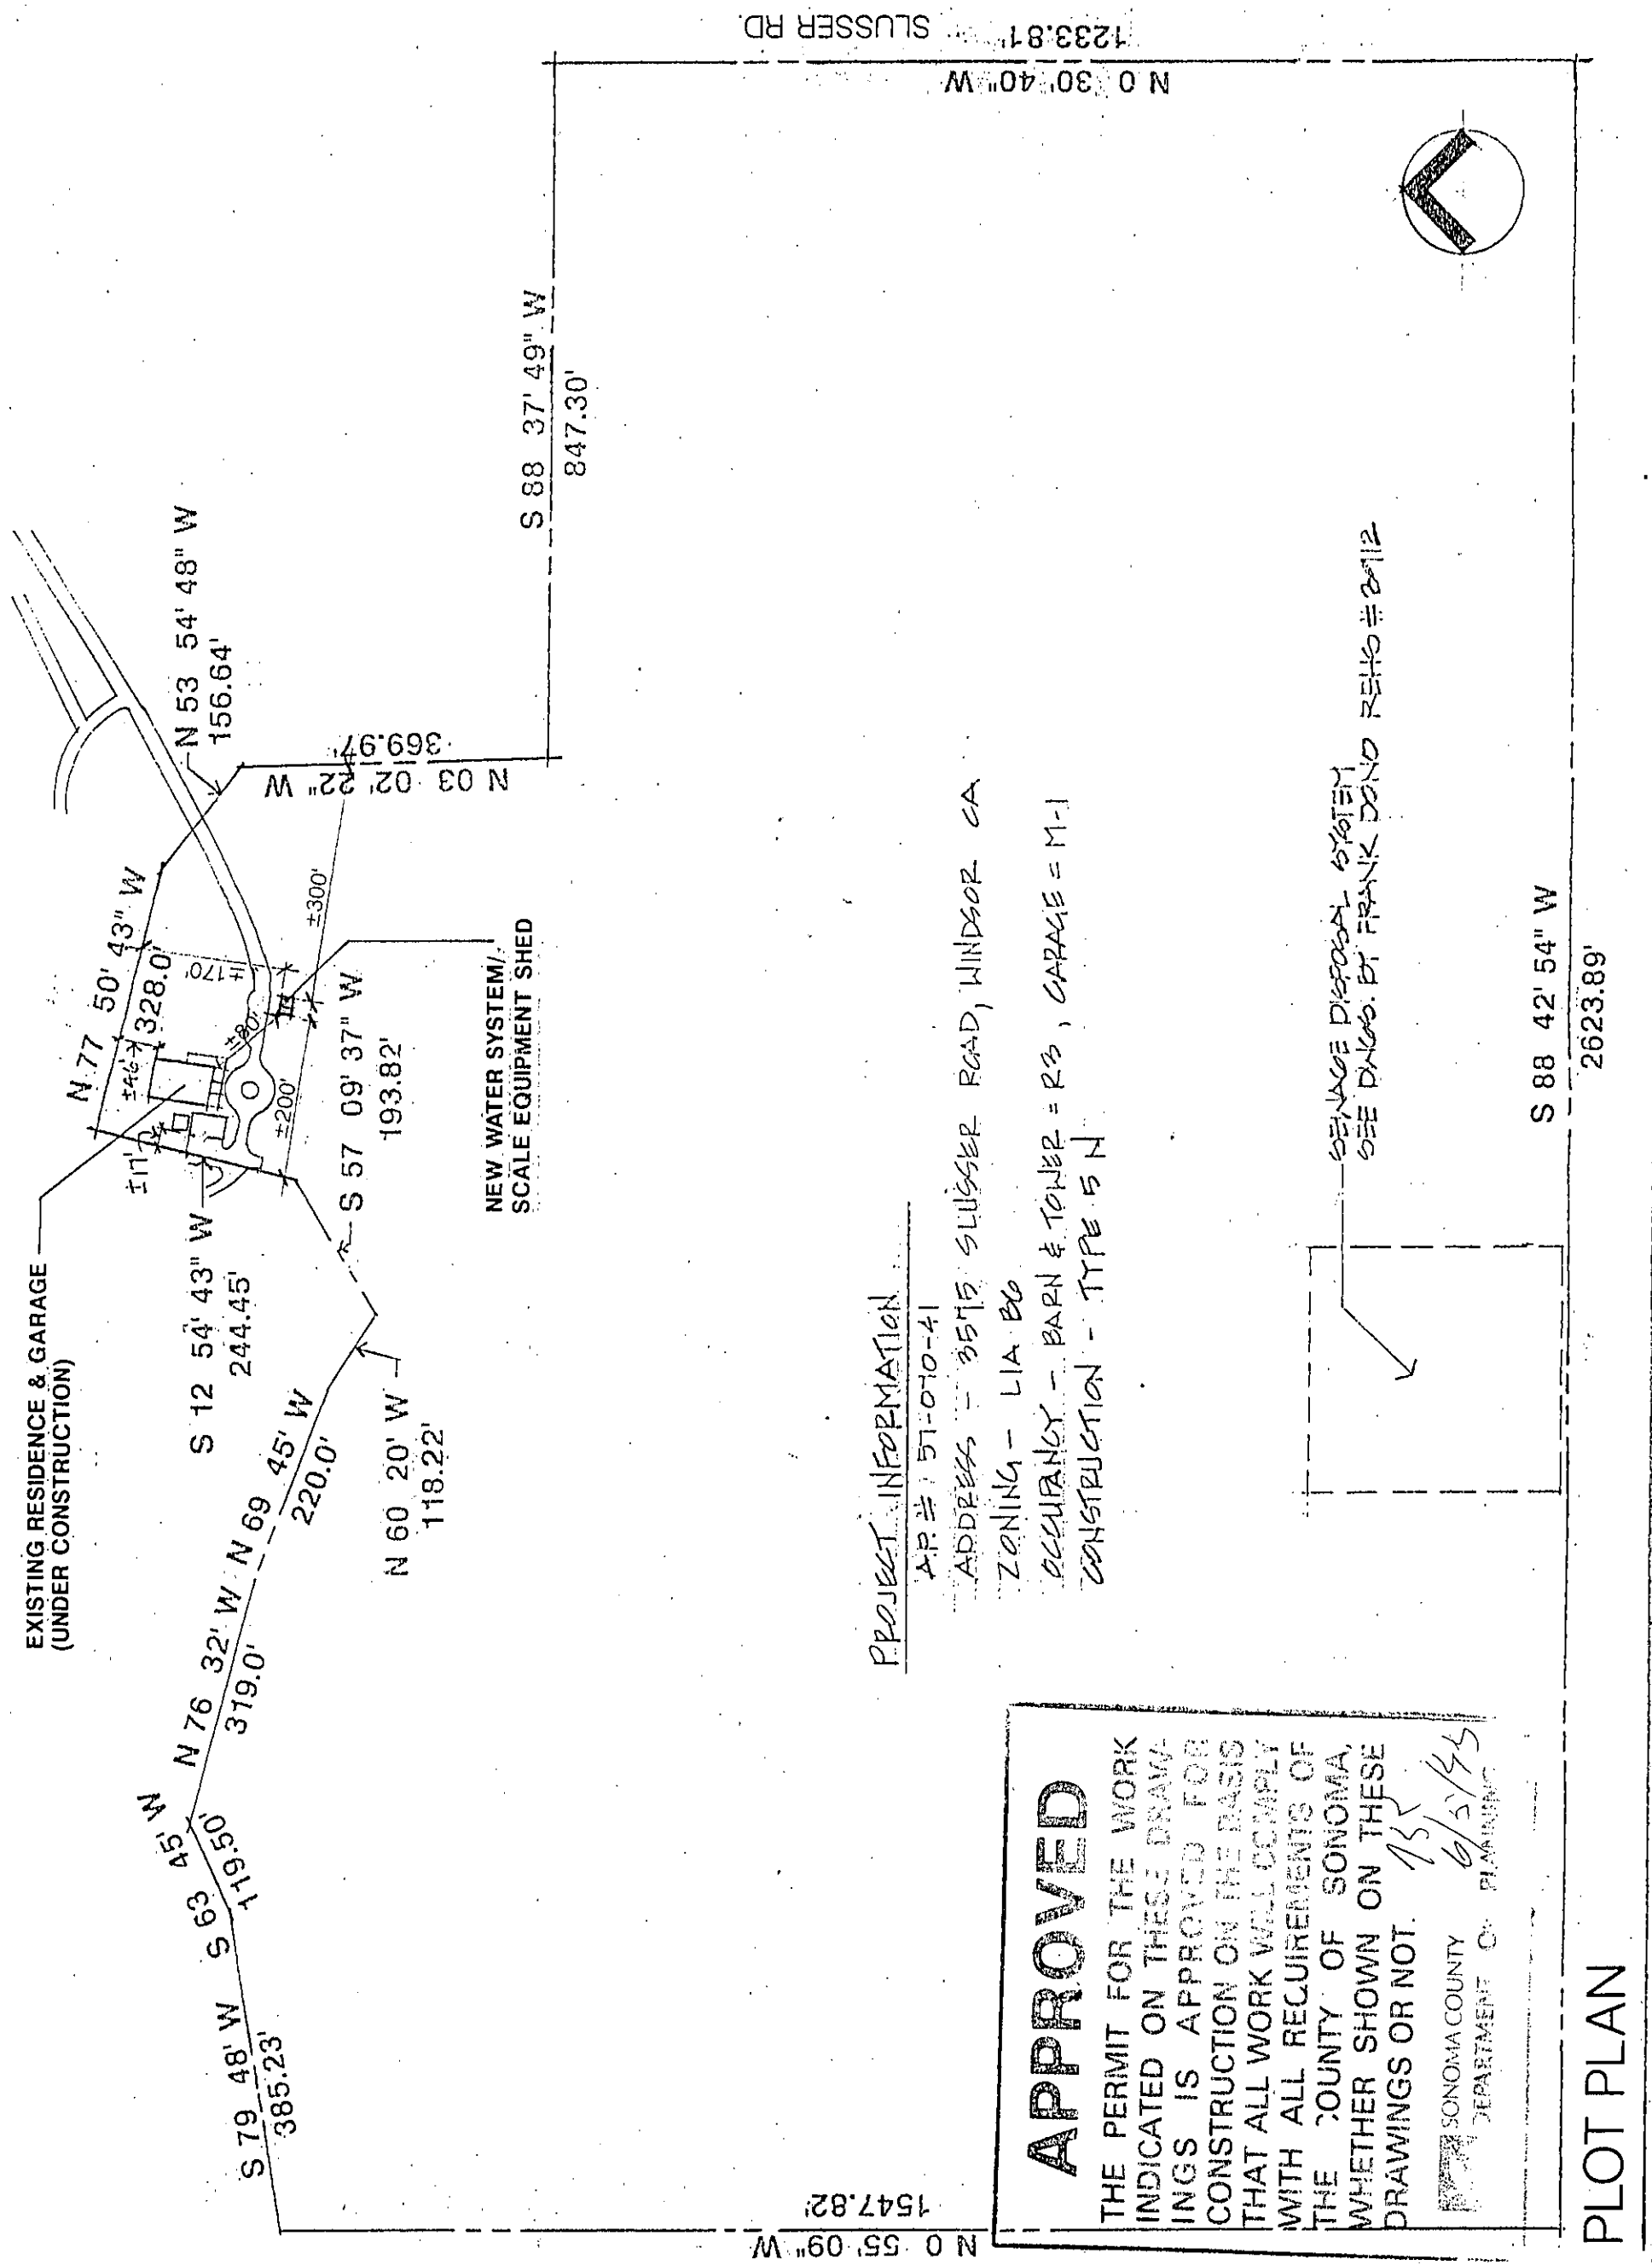 EXISTING RESIDENCE & GARAGE
(UNDER CONSTRUCTION)
S 79 48' W
385.23'
S 63 45' W
119.50'
N 76 32' W
319.0'
N 69 45' W
220.0'
N 60 20' W
118.22'
S 12 54' 43" W
244.45'
S 57 09' 37" W
193.82'
N 77 50' 43" W
328.0'
±46'
±17'
±80'
±170'
±200'
±300'
N 53 54' 48" W
156.64'
N 03 02' 22" W
369.97'
NEW WATER SYSTEM/
SCALE EQUIPMENT SHED
S 88 37' 49" W
847.30'
SLUSSER RD.
1233.81'
N 0 30' 40" W
PROJECT INFORMATION
ADDRESS - 3575 SLUSSER ROAD, WINDSOR CA
ZONING - LIA B6
OCCUPANCY - BARN & TOWER = R3, GARAGE = M-1
CONSTRUCTION - TYPE 5 N
SEWAGE DISPOSAL SYSTEM
SEE DWGS. BY FRANK DONO REHS #
S 88 42' 54" W
2623.89'
1547.82'
N 0 55' 09" W
APPROVED
THE PERMIT FOR THE WORK
INDICATED ON THESE DRAW-
INGS IS APPROVED FOR
CONSTRUCTION ON THE BASIS
THAT ALL WORK WILL COMPLY
WITH ALL REQUIREMENTS OF
THE COUNTY OF SONOMA,
WHETHER SHOWN ON THESE
DRAWINGS OR NOT.
SONOMA COUNTY
DEPARTMENT OF PLANNING
PLOT PLAN